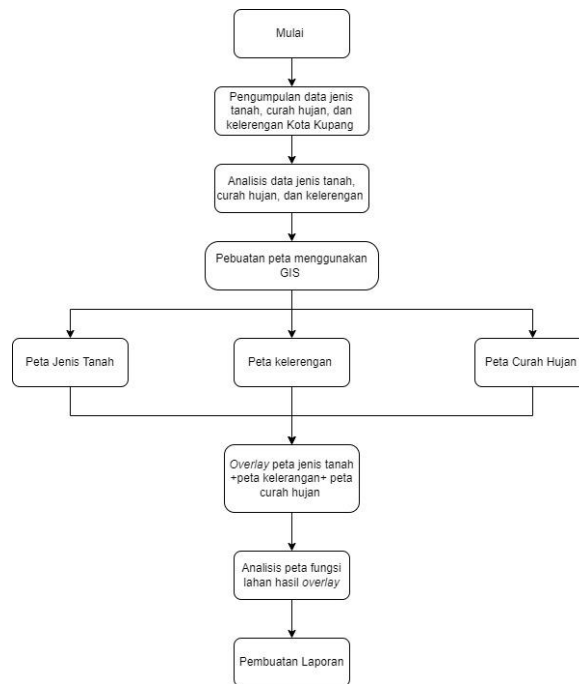 Mulai
Pengumpulan data jenis
tanah, curah hujan, dan
kelerengan Kota Kupang
Analisis data jenis tanah,
curah hujan, dan kelerengan
Pebuatan peta menggunakan
GIS
Peta Jenis Tanah
Peta kelerengan
Peta Curah Hujan
Overlay peta jenis tanah
+peta kelerangan+ peta
curah hujan
Analisis peta fungsi
lahan hasil overlay
Pembuatan Laporan